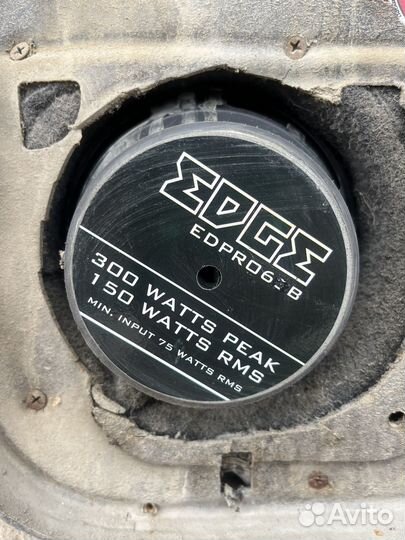 EDGE
300 WATTS PEAK
150 WATTS RMS
MIN. INPUT 75 WATTS RMS
Avito